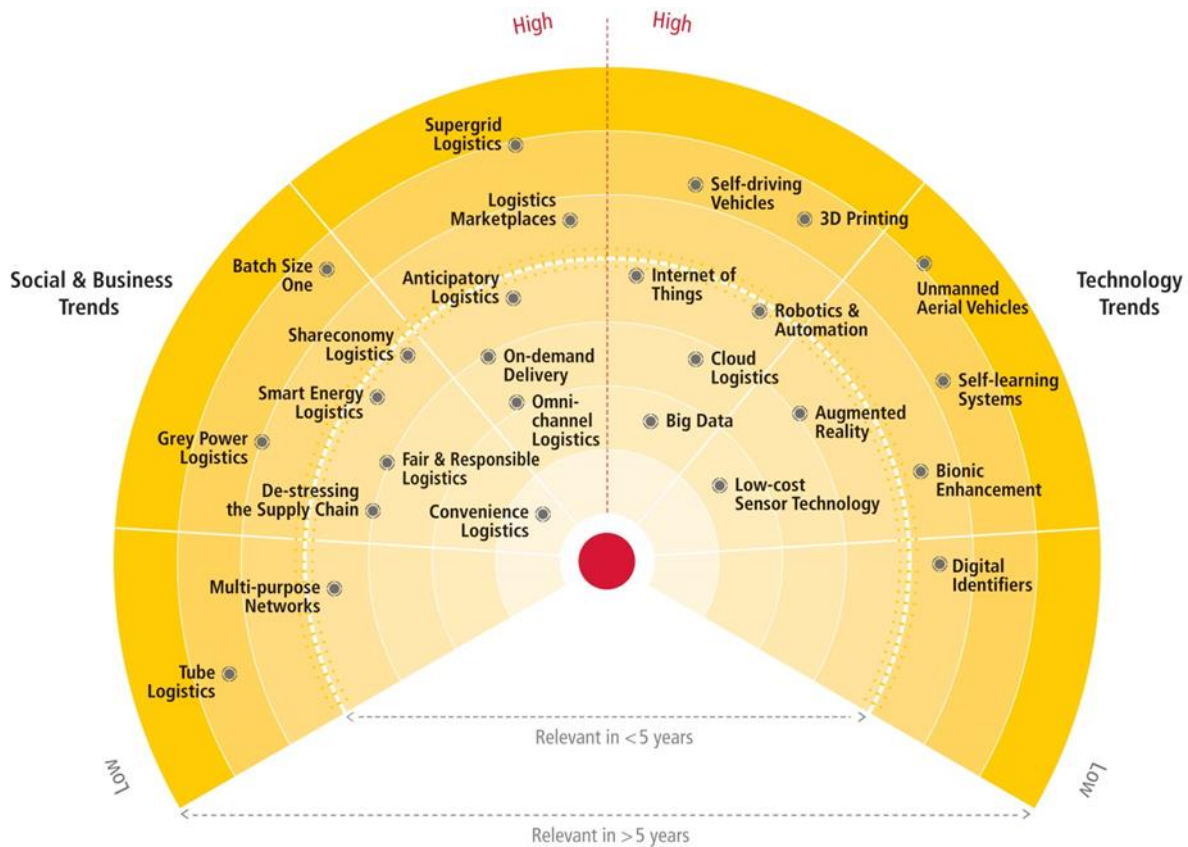 High
High
Supergrid
Logistics
Self-driving
Vehicles
Logistics
Marketplaces
3D Printing
Batch Size
One
Social & Business
Trends
Anticipatory
Logistics
Internet of
Things
Unmanned
Aerial Vehicles
Technology
Trends
Robotics &
Automation
Shareconomy
Logistics
On-demand
Delivery
Cloud
Logistics
Self-learning
Systems
Smart Energy
Logistics
Omni-
channel
Logistics
Big Data
Augmented
Reality
Grey Power
Logistics
Fair & Responsible
Logistics
Bionic
Enhancement
De-stressing
the Supply Chain
Low-cost
Sensor Technology
Convenience
Logistics
Multi-purpose
Networks
Digital
Identifiers
Tube
Logistics
Relevant in <5 years
Low
Low
Relevant in >5 years